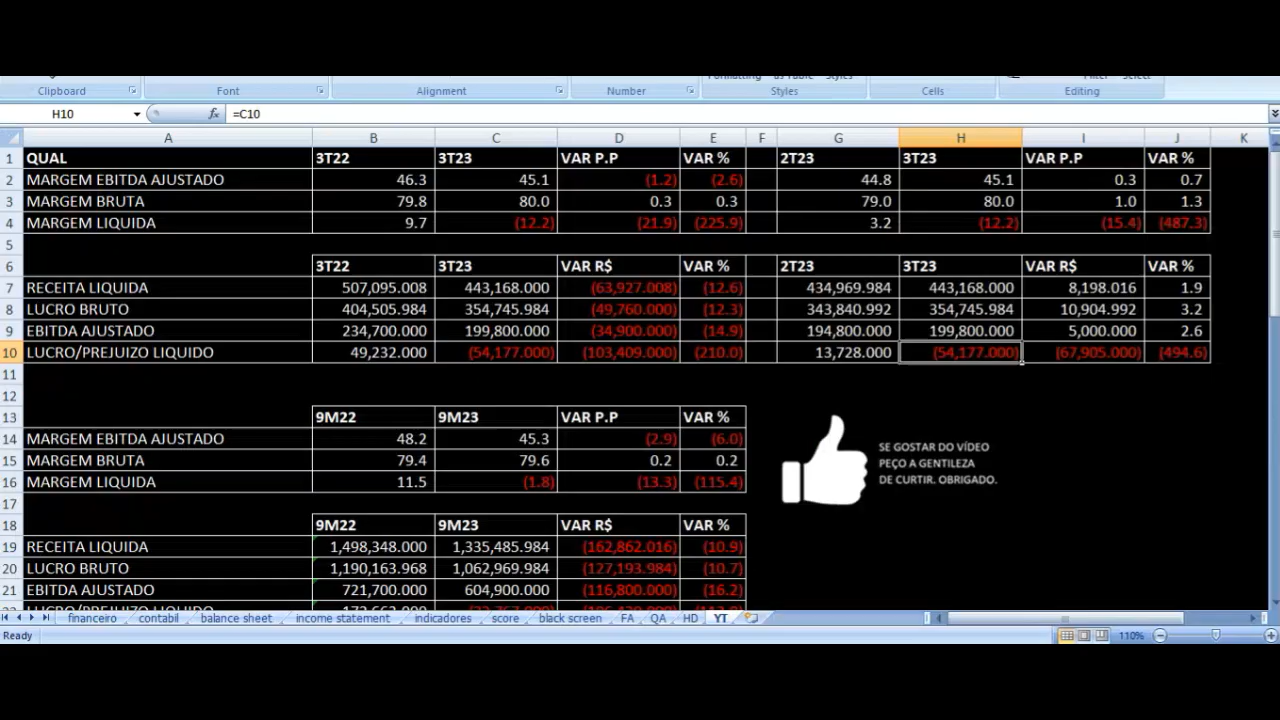 Clipboard Font Alignment Number Styles Cells Editing
H10 fx =C10
A B C D E F G H I J K
1 QUAL 3T22 3T23 VAR P.P VAR % 2T23 3T23 VAR P.P VAR %
2 MARGEM EBITDA AJUSTADO 46.3 45.1 (1.2) (2.6) 44.8 45.1 0.3 0.7
3 MARGEM BRUTA 79.8 80.0 0.3 0.3 79.0 80.0 1.0 1.3
4 MARGEM LIQUIDA 9.7 (12.2) (21.9) (225.9) 3.2 (12.2) (15.4) (487.3)
5
6 3T22 3T23 VAR R$ VAR % 2T23 3T23 VAR R$ VAR %
7 RECEITA LIQUIDA 507,095.008 443,168.000 (63,927.008) (12.6) 434,969.984 443,168.000 8,198.016 1.9
8 LUCRO BRUTO 404,505.984 354,745.984 (49,760.000) (12.3) 343,840.992 354,745.984 10,904.992 3.2
9 EBITDA AJUSTADO 234,700.000 199,800.000 (34,900.000) (14.9) 194,800.000 199,800.000 5,000.000 2.6
10 LUCRO/PREJUIZO LIQUIDO 49,232.000 (54,177.000) (103,409.000) (210.0) 13,728.000 (54,177.000) (67,905.000) (494.6)
11
12
13 9M22 9M23 VAR P.P VAR %
14 MARGEM EBITDA AJUSTADO 48.2 45.3 (2.9) (6.0)
15 MARGEM BRUTA 79.4 79.6 0.2 0.2
16 MARGEM LIQUIDA 11.5 (1.8) (13.3) (115.4)
SE GOSTAR DO VÍDEO
PEÇO A GENTILEZA
DE CURTIR. OBRIGADO.
17
18 9M22 9M23 VAR R$ VAR %
19 RECEITA LIQUIDA 1,498,348.000 1,335,485.984 (162,862.016) (10.9)
20 LUCRO BRUTO 1,190,163.968 1,062,969.984 (127,193.984) (10.7)
21 EBITDA AJUSTADO 721,700.000 604,900.000 (116,800.000) (16.2)
LUCRO/PREJUIZO LIQUIDO
financeiro contabil balance sheet income statement indicadores score black screen FA QA HD YT
Ready 110%